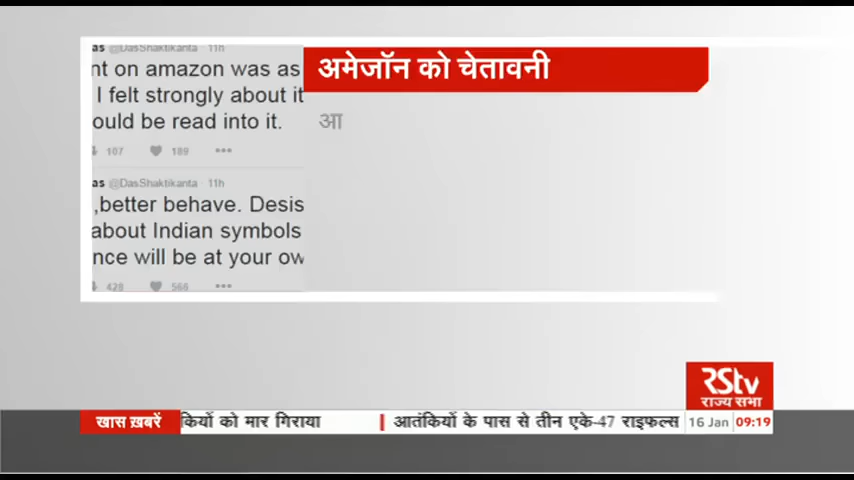 as @DasShaktikanta · 11h
nt on amazon was as
I felt strongly about it
ould be read into it.
107 189 •••
as @DasShaktikanta · 11h
,better behave. Desis
about Indian symbols
nce will be at your ow
428 566 •••
अमेजॉन को चेतावनी
आ
RSTV
राज्य सभा
खास ख़बरें कियों को मार गिराया | आतंकियों के पास से तीन एके-47 राइफल्स 16 Jan 09:19